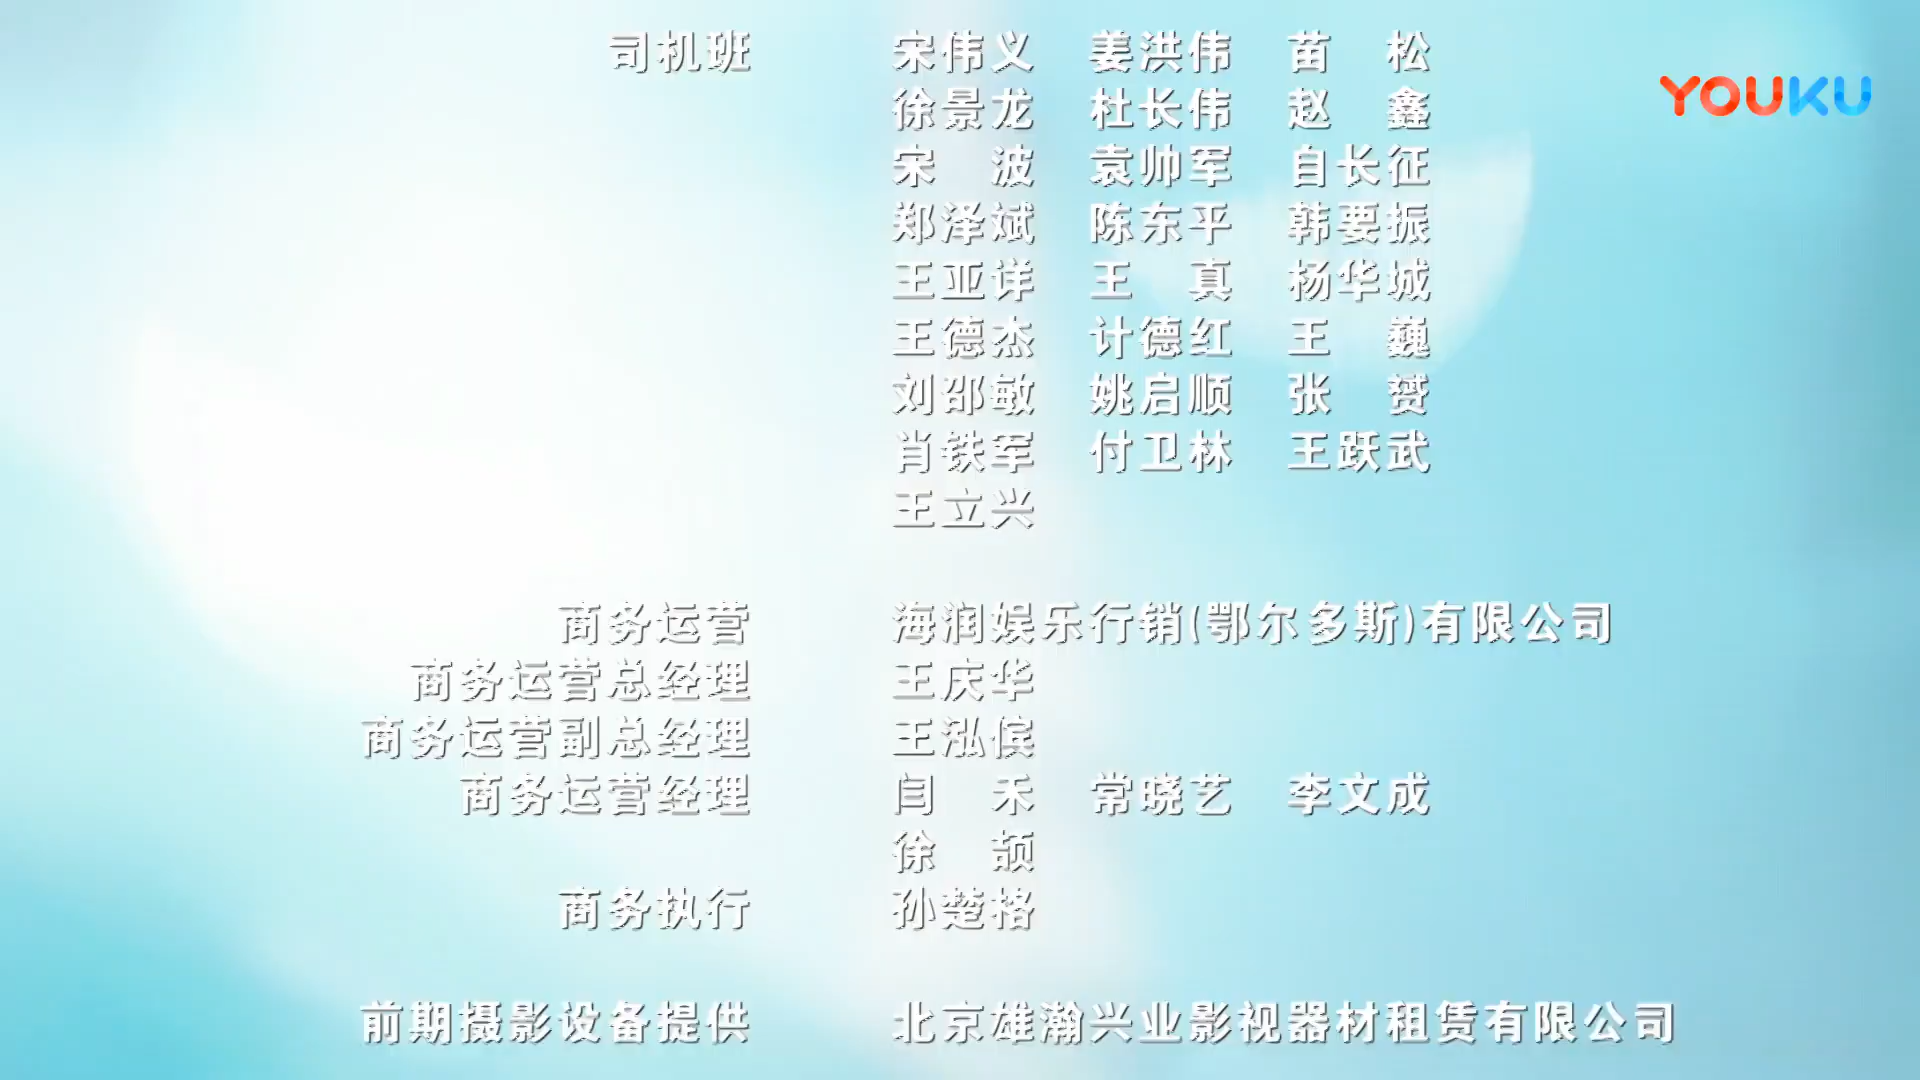 司机班 宋伟义 姜洪伟 苗松
YOUKU
徐景龙 杜长伟 赵鑫
宋波 袁帅军 自长征
郑泽斌 陈东平 韩要振
王亚详 王真 杨华城
王德杰 计德红 王巍
刘邵敏 姚启顺 张赟
肖铁军 付卫林 王跃武
王立兴
商务运营 海润娱乐行销(鄂尔多斯)有限公司
商务运营总经理 王庆华
商务运营副总经理 王泓傧
商务运营经理 闫禾 常晓艺 李文成
徐颉
商务执行 孙楚格
前期摄影设备提供 北京雄瀚兴业影视器材租赁有限公司